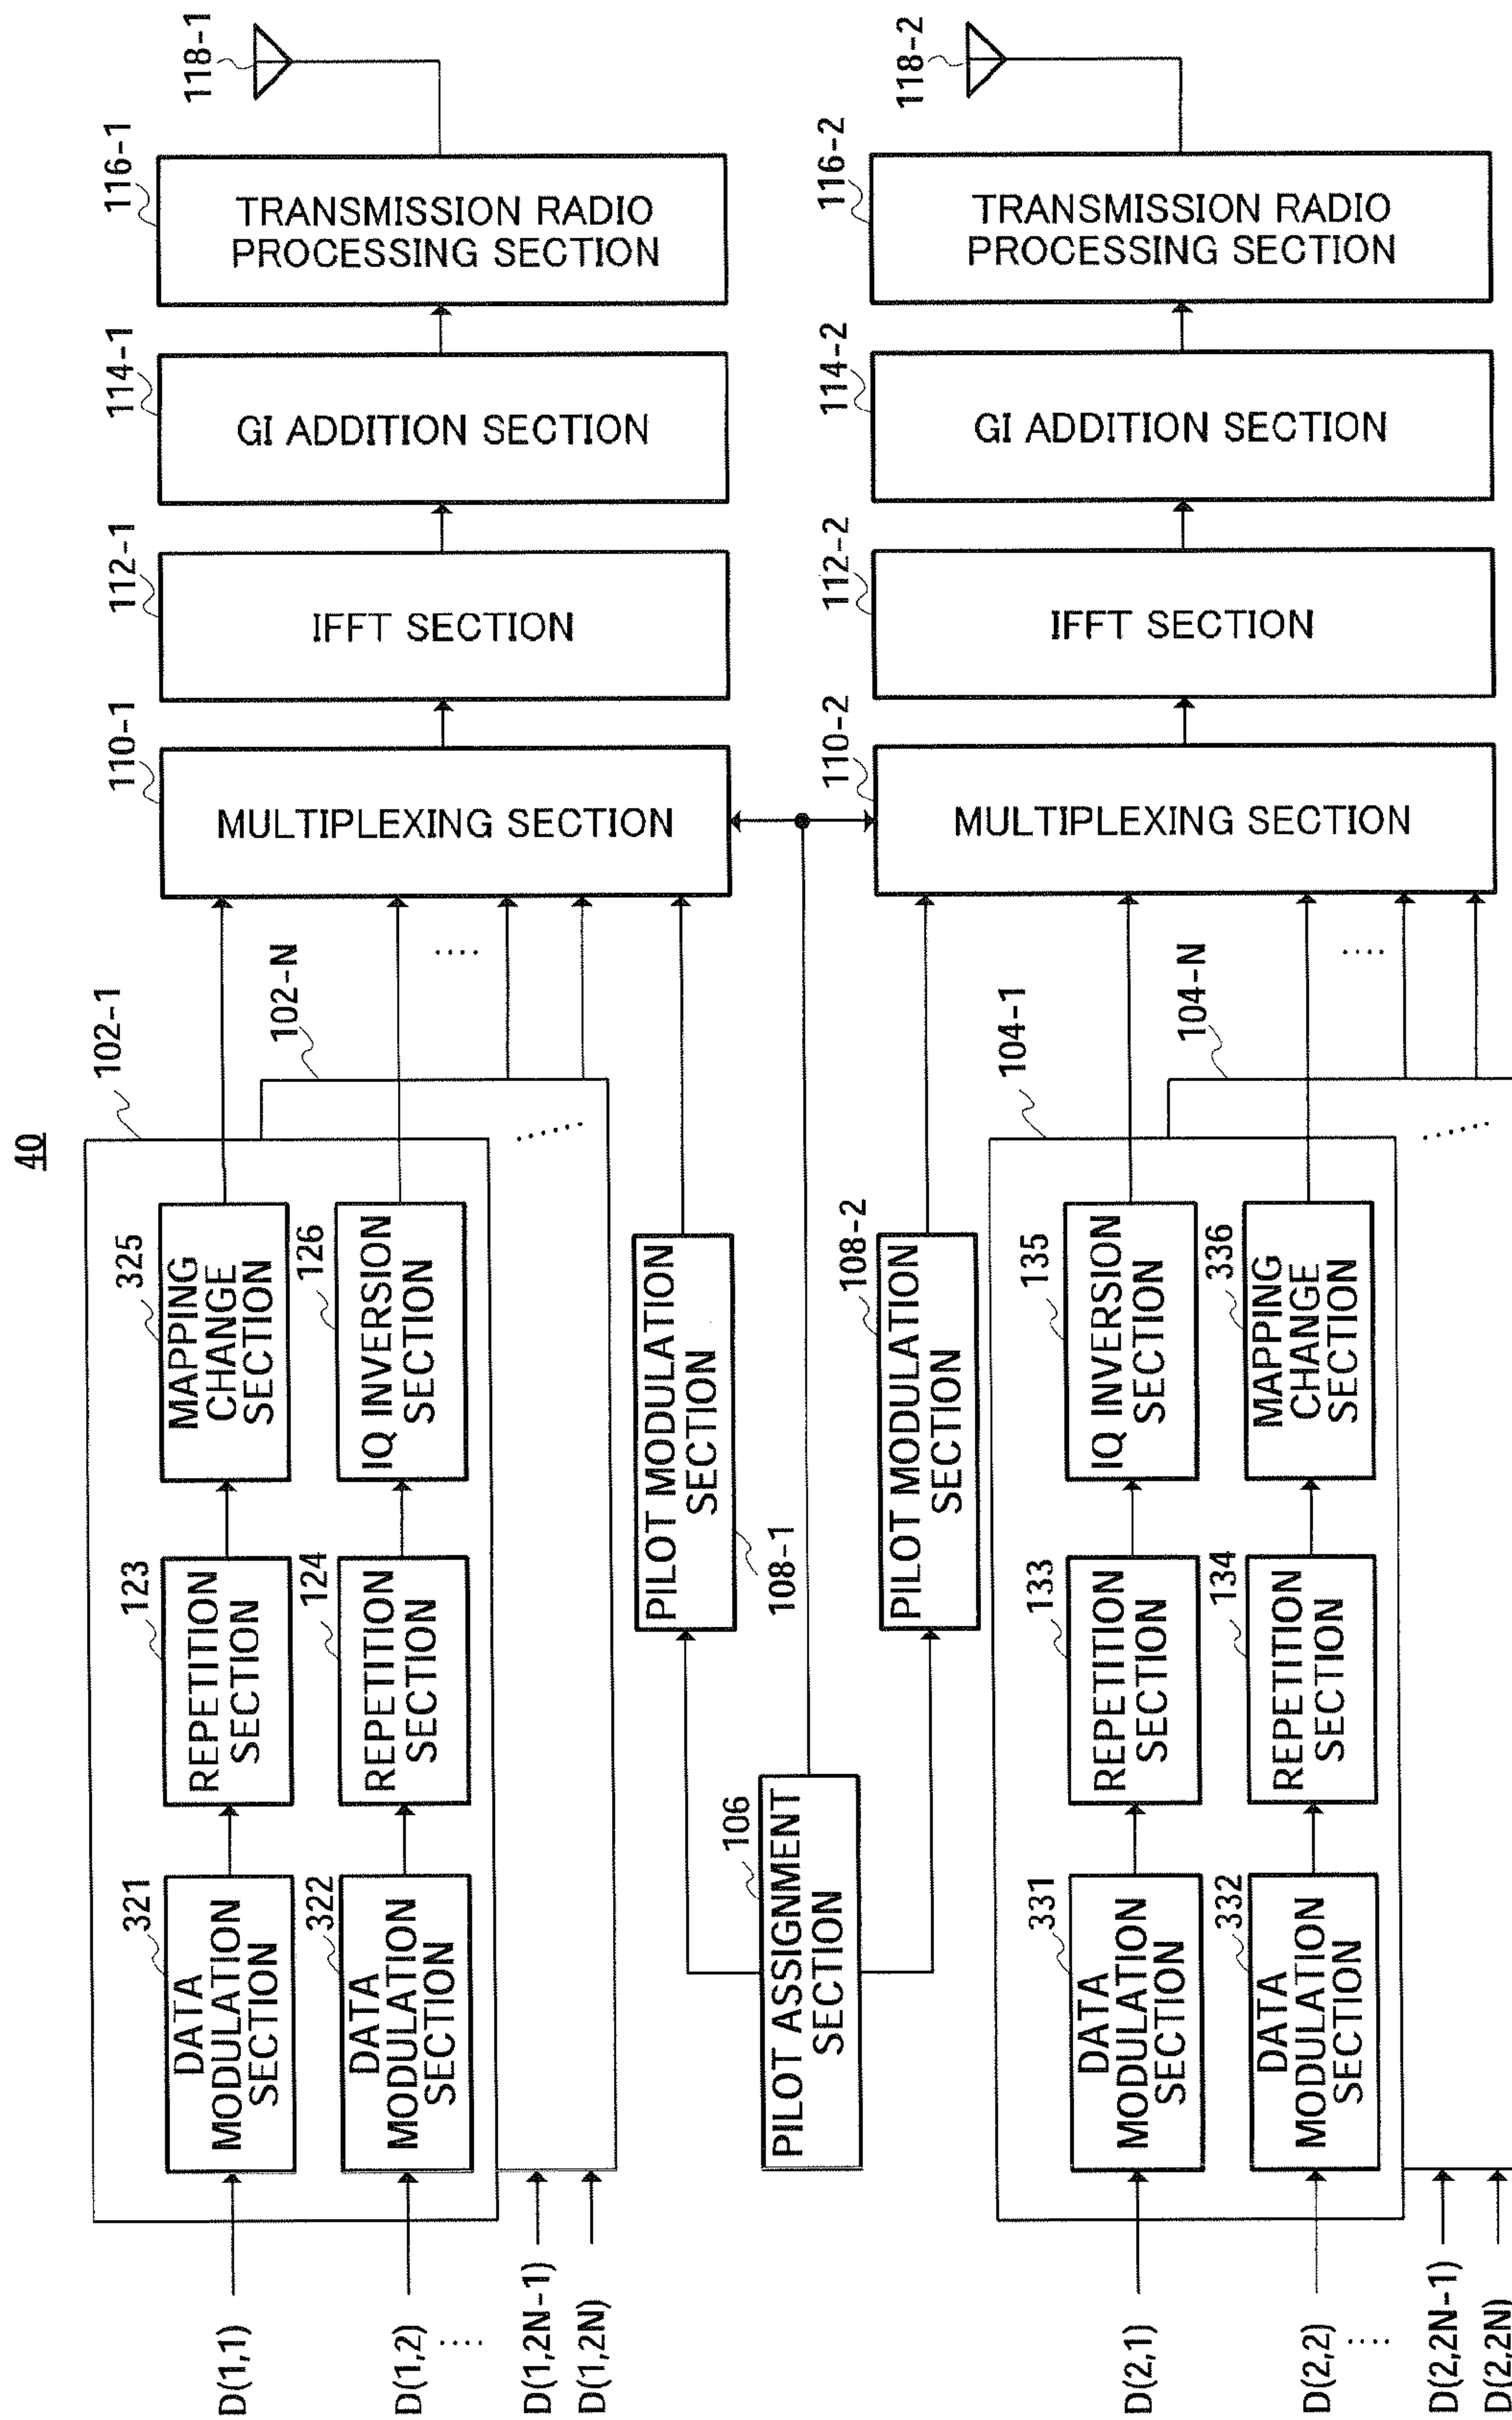 40
102-1
102-N
D(1,1)
321
DATA
MODULATION
SECTION
123
REPETITION
SECTION
325
MAPPING
CHANGE
SECTION
D(1,2)
322
DATA
MODULATION
SECTION
124
REPETITION
SECTION
126
IQ INVERSION
SECTION
....
D(1,2N-1)
D(1,2N)
......
....
110-1
MULTIPLEXING SECTION
112-1
IFFT SECTION
114-1
GI ADDITION SECTION
116-1
TRANSMISSION RADIO
PROCESSING SECTION
118-1
PILOT MODULATION
SECTION
108-1
106
PILOT ASSIGNMENT
SECTION
108-2
PILOT MODULATION
SECTION
104-1
104-N
D(2,1)
331
DATA
MODULATION
SECTION
133
REPETITION
SECTION
135
IQ INVERSION
SECTION
D(2,2)
332
DATA
MODULATION
SECTION
134
REPETITION
SECTION
336
MAPPING
CHANGE
SECTION
....
D(2,2N-1)
D(2,2N)
......
....
110-2
MULTIPLEXING SECTION
112-2
IFFT SECTION
114-2
GI ADDITION SECTION
116-2
TRANSMISSION RADIO
PROCESSING SECTION
118-2